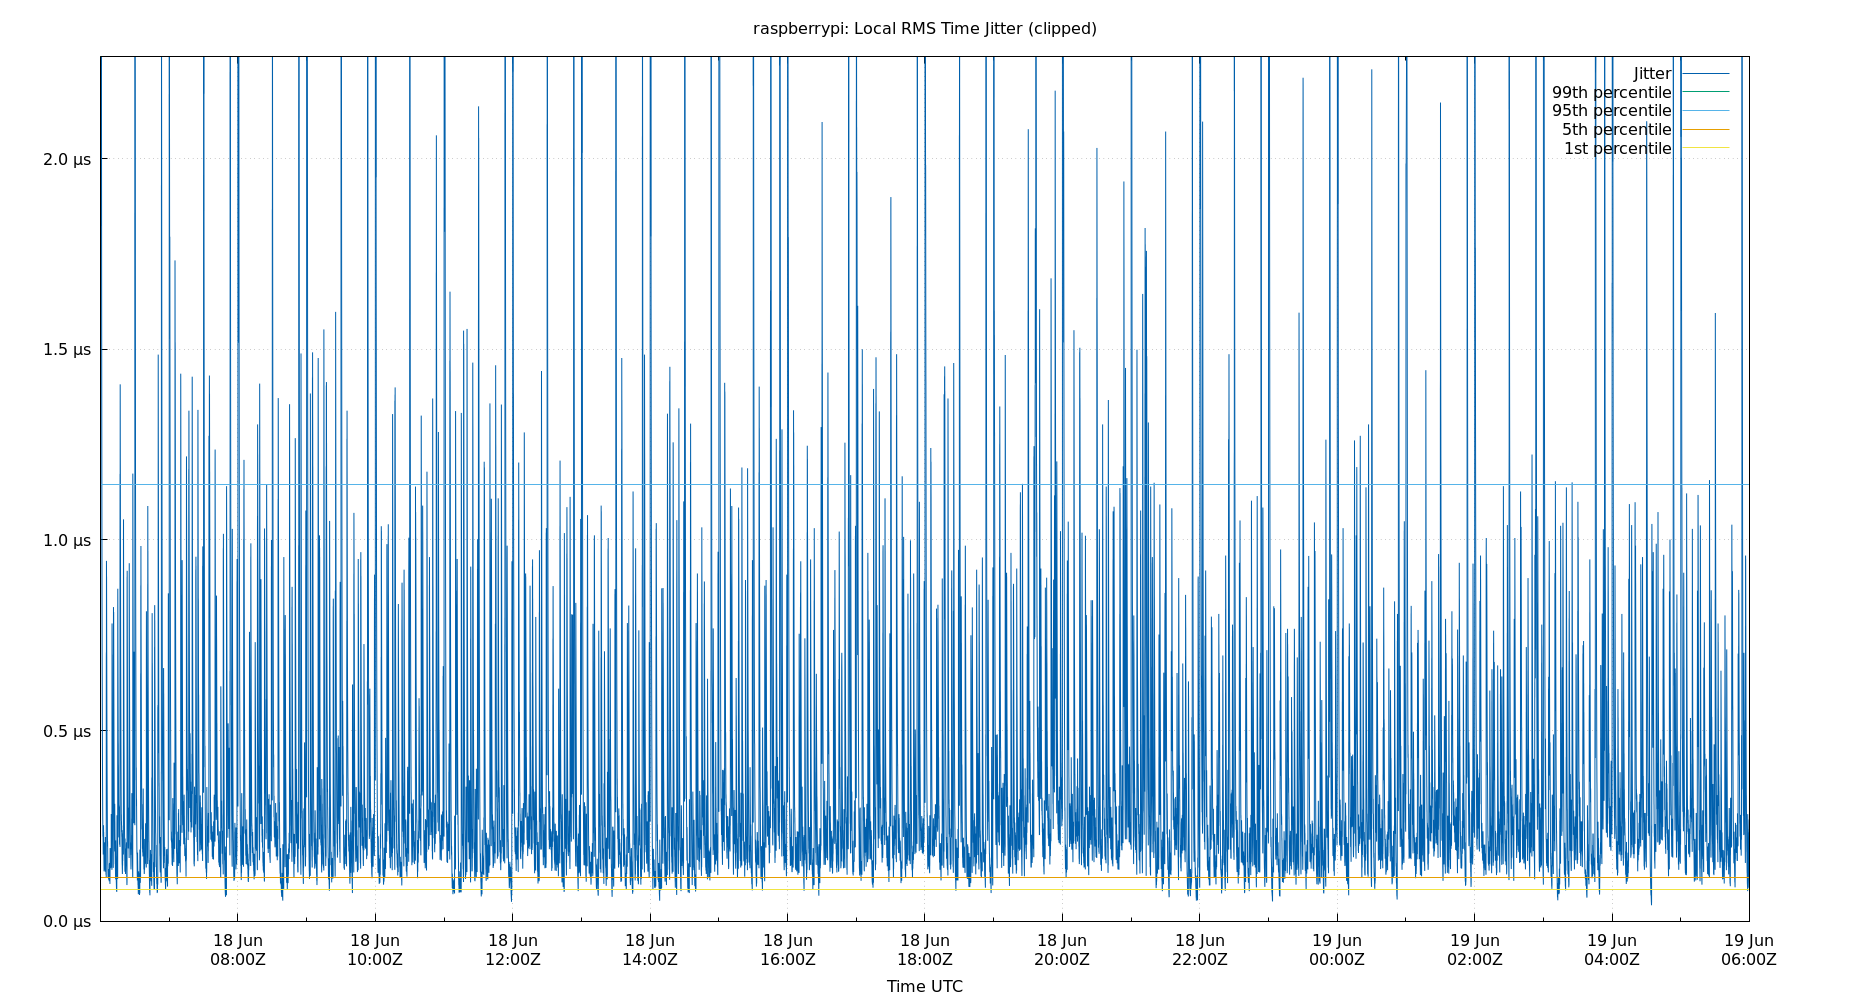 raspberrypi: Local RMS Time Jitter (clipped)
Jitter
99th percentile
95th percentile
5th percentile
1st percentile
2.0 µs
1.5 µs
1.0 µs
0.5 µs
0.0 µs
18 Jun 18 Jun 18 Jun 18 Jun 18 Jun 18 Jun 18 Jun 18 Jun 19 Jun 19 Jun 19 Jun 19 Jun
08:00Z 10:00Z 12:00Z 14:00Z 16:00Z 18:00Z 20:00Z 22:00Z 00:00Z 02:00Z 04:00Z 06:00Z
Time UTC